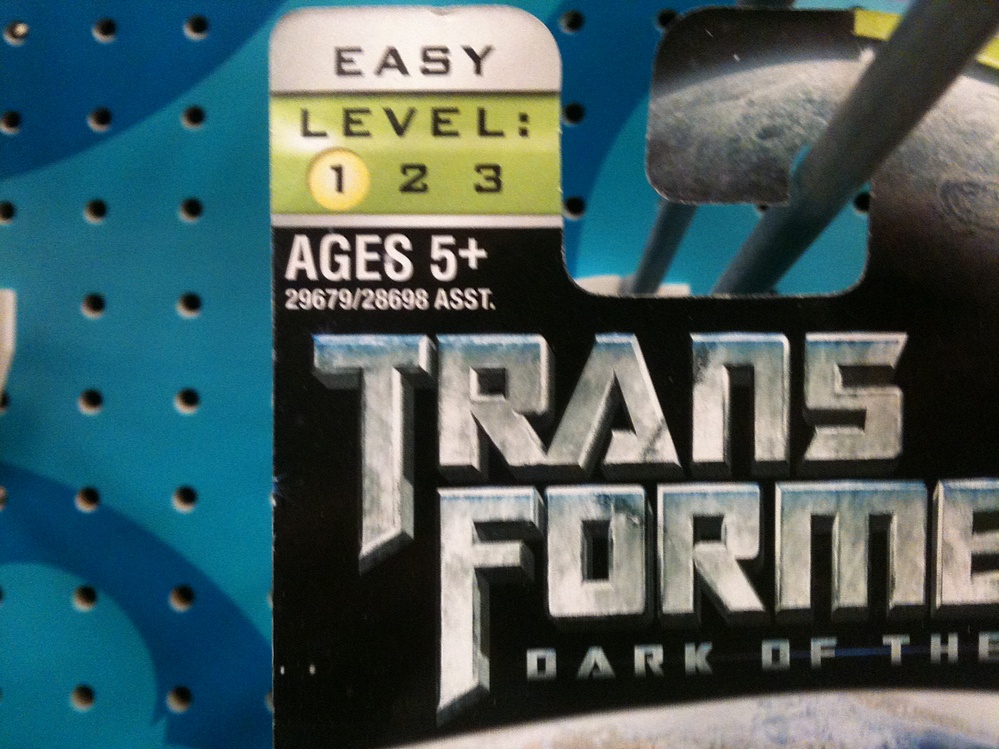 EASY
LEVEL:
1 2 3
AGES 5+
29679/28698 ASST.
TRANS
FORME
DARK OF THE